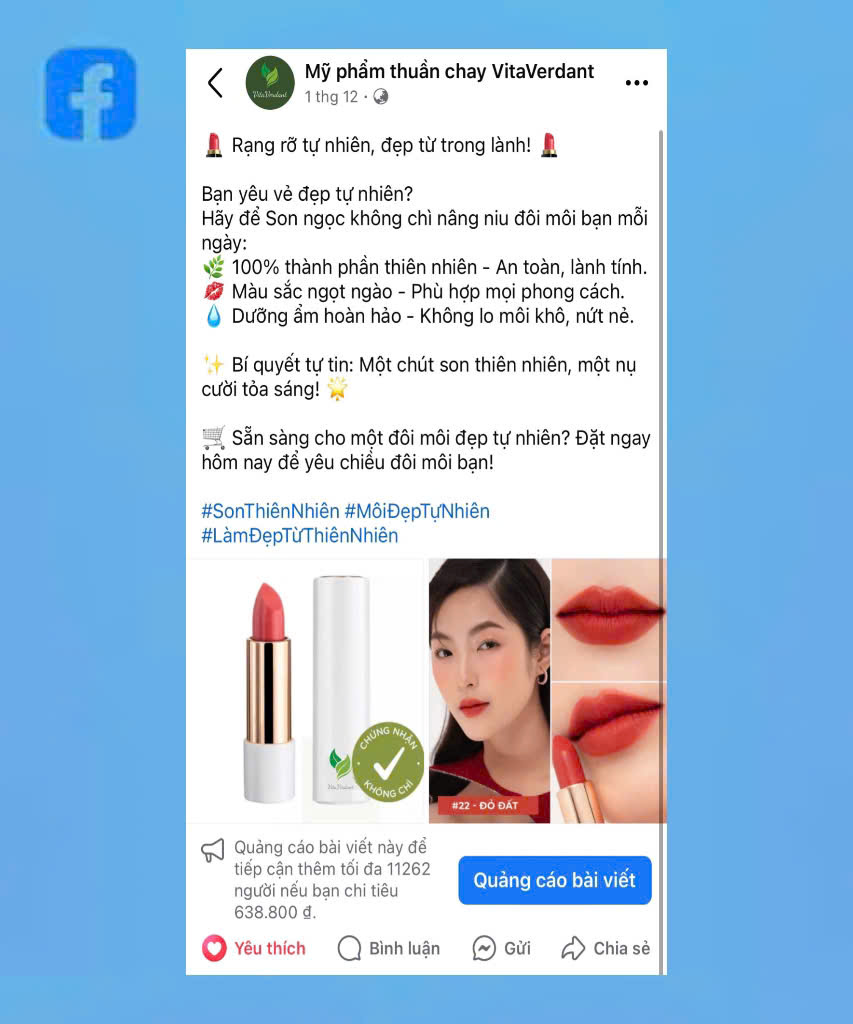 Mỹ phẩm thuần chay VitaVerdant
1 thg 12 ·
VitaVerdant
Rạng rỡ tự nhiên, đẹp từ trong lành!
Bạn yêu vẻ đẹp tự nhiên?
Hãy để Son ngọc không chì nâng niu đôi môi bạn mỗi
ngày:
100% thành phần thiên nhiên - An toàn, lành tính.
Màu sắc ngọt ngào - Phù hợp mọi phong cách.
Dưỡng ẩm hoàn hảo - Không lo môi khô, nứt nẻ.
Bí quyết tự tin: Một chút son thiên nhiên, một nụ
cười tỏa sáng!
Sẵn sàng cho một đôi môi đẹp tự nhiên? Đặt ngay
hôm nay để yêu chiều đôi môi bạn!
#SonThiênNhiên #MôiĐẹpTựNhiên
#LàmĐẹpTừThiênNhiên
CHỨNG NHẬN
KHÔNG CHÌ
VitaVerdant
#22 - ĐỎ ĐẤT
Quảng cáo bài viết này để
tiếp cận thêm tối đa 11262
người nếu bạn chi tiêu
638.800 ₫.
Quảng cáo bài viết
Yêu thích
Bình luận
Gửi
Chia sẻ